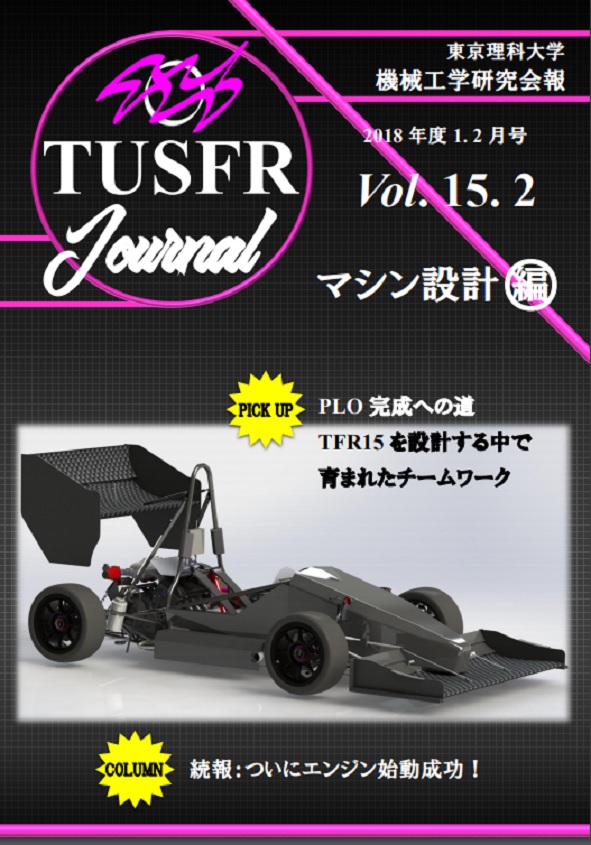 東京理科大学
機械工学研究会報
TUSFR
Journal
2018 年度 1. 2 月号
Vol. 15. 2
マシン設計 編
PICK UP
PLO 完成への道
TFR15 を設計する中で
育まれたチームワーク
COLUMN
続報：ついにエンジン始動成功！